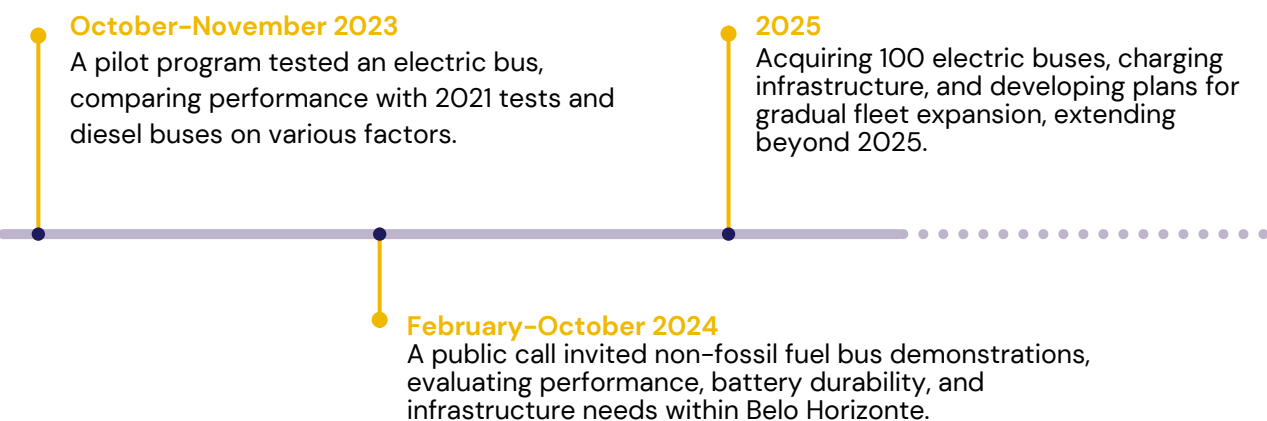 October–November 2023
A pilot program tested an electric bus,
comparing performance with 2021 tests and
diesel buses on various factors.
2025
Acquiring 100 electric buses, charging
infrastructure, and developing plans for
gradual fleet expansion, extending
beyond 2025.
February–October 2024
A public call invited non-fossil fuel bus demonstrations,
evaluating performance, battery durability, and
infrastructure needs within Belo Horizonte.